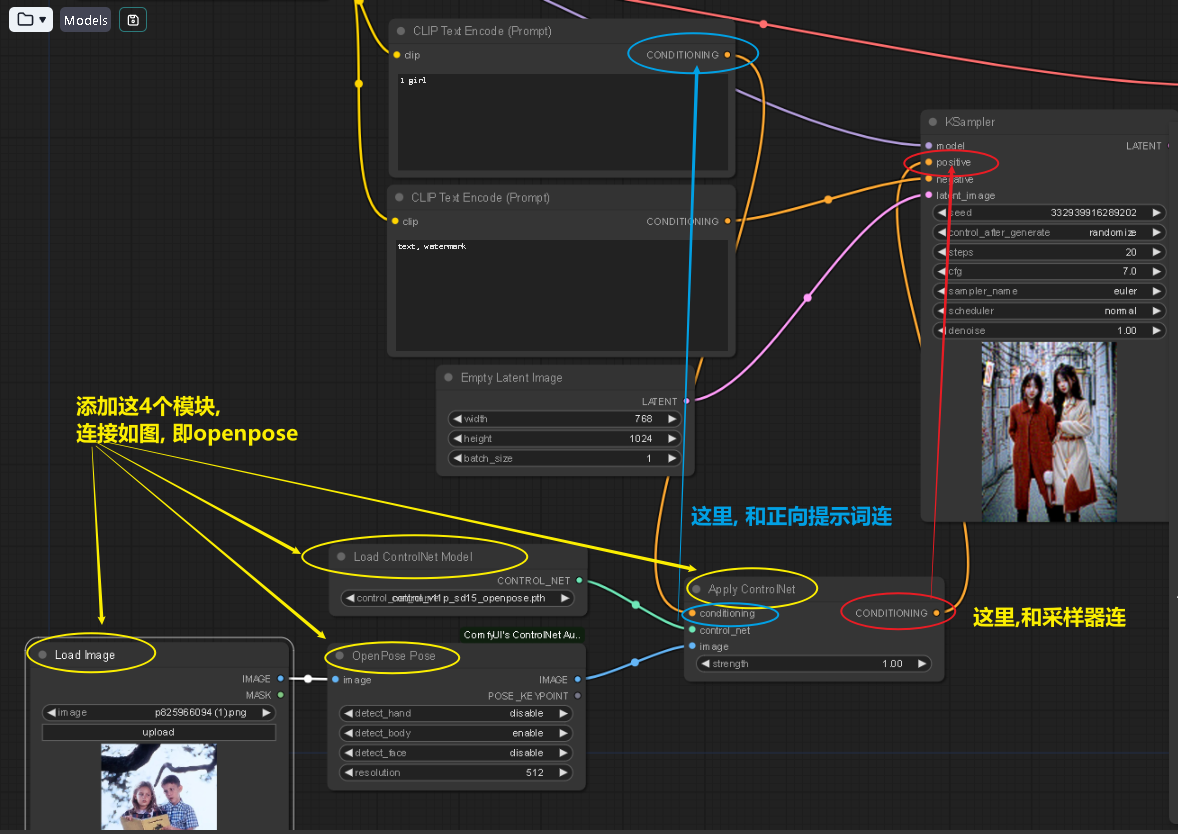 Models
CLIP Text Encode (Prompt)
clip
CONDITIONING
1 girl
CLIP Text Encode (Prompt)
clip
CONDITIONING
text, watermark
KSampler
model
LATENT
positive
negative
latent_image
seed 332939916289202
control_after_generate randomize
steps 20
cfg 7.0
sampler_name euler
scheduler normal
denoise 1.00
Empty Latent Image
LATENT
width 768
height 1024
batch_size 1
添加这4个模块,
连接如图, 即openpose
这里, 和正向提示词连
Load ControlNet Model
CONTROL_NET
control_v11p_sd15_openpose.pth
Apply ControlNet
conditioning
CONDITIONING
control_net
image
strength 1.00
这里,和采样器连
ComfyUI's ControlNet Au..
Load Image
IMAGE
MASK
image p825966094 (1).png
upload
OpenPose Pose
image
IMAGE
POSE_KEYPOINT
detect_hand disable
detect_body enable
detect_face disable
resolution 512